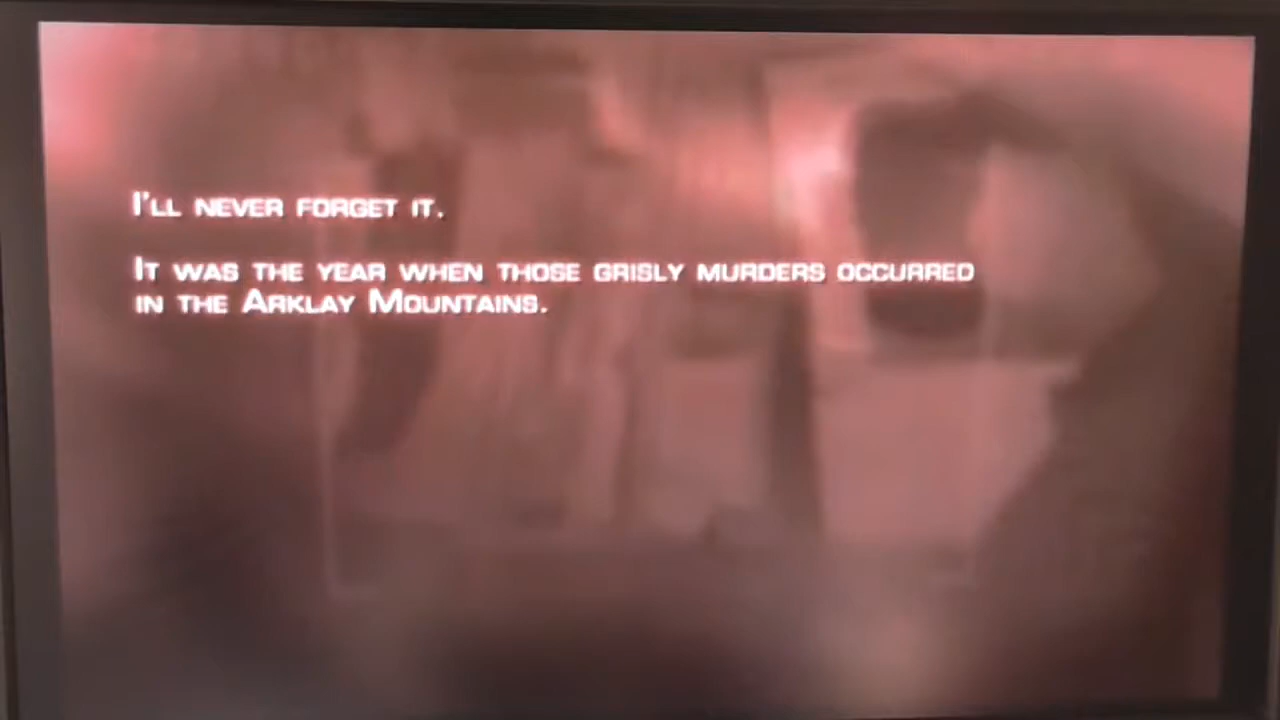 I'll never forget it.
It was the year when those grisly murders occurred
in the Arklay Mountains.